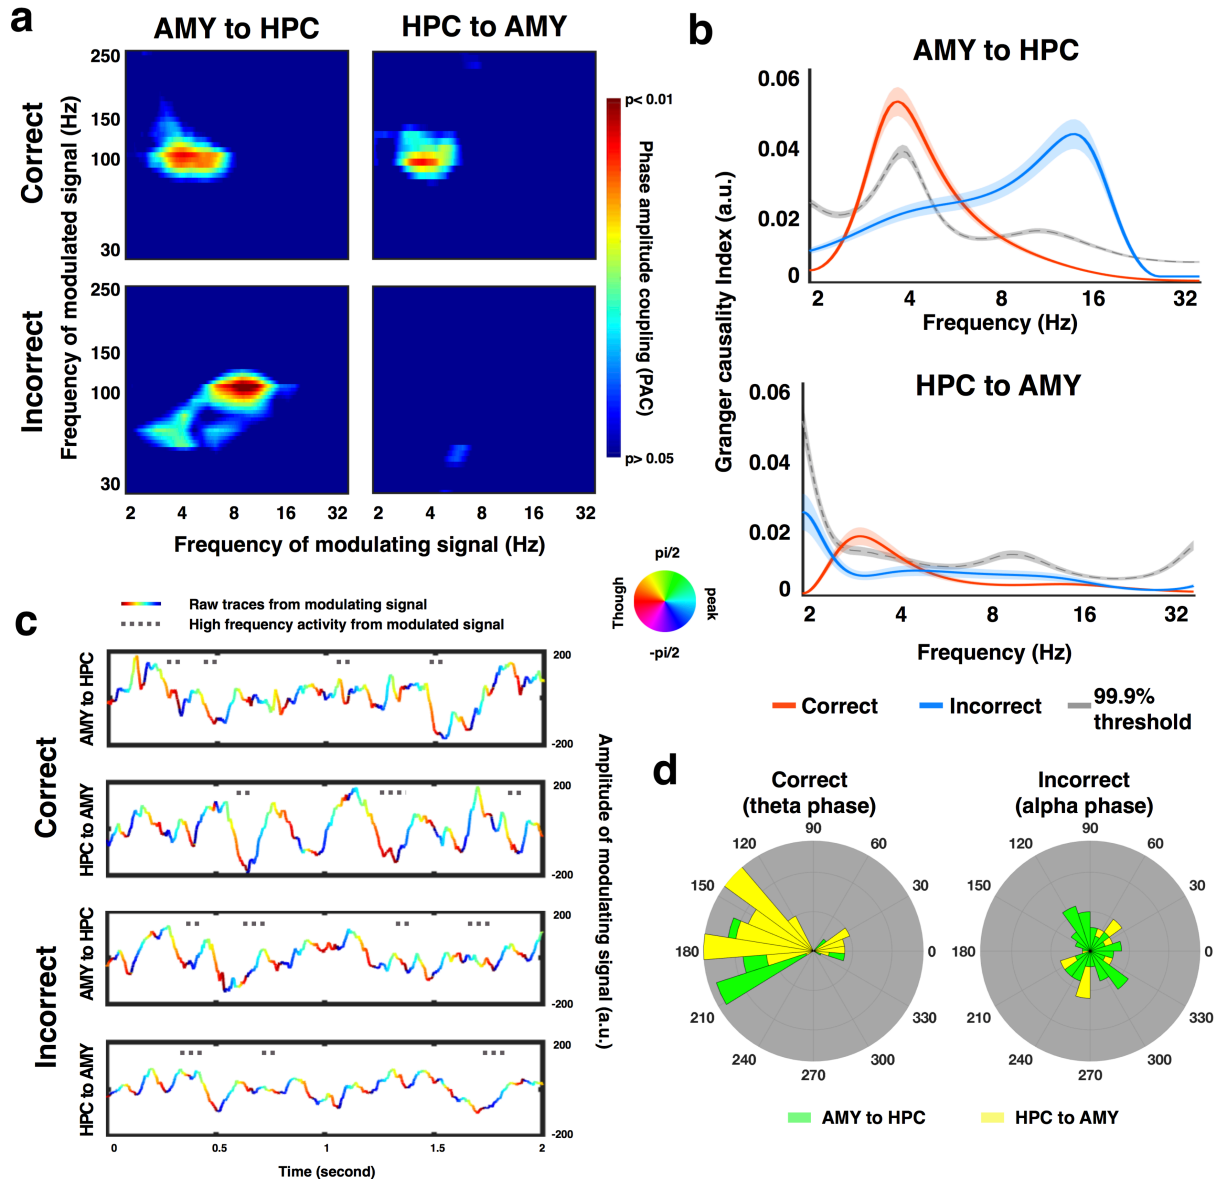 a
AMY to HPC
HPC to AMY
Correct
Incorrect
Frequency of modulated signal (Hz)
250
150
100
30
250
150
100
30
2 4 8 16 32
2 4 8 16 32
Frequency of modulating signal (Hz)
p< 0.01
Phase amplitude coupling (PAC)
p> 0.05
b
AMY to HPC
Granger causality Index (a.u.)
0.06
0.04
0.02
0
2 4 8 16 32
Frequency (Hz)
HPC to AMY
0.06
0.04
0.02
0
2 4 8 16 32
Frequency (Hz)
Correct
Incorrect
99.9%
threshold
pi/2
Though
peak
-pi/2
c
Raw traces from modulating signal
High frequency activity from modulated signal
Correct
Incorrect
AMY to HPC
200
-200
HPC to AMY
200
-200
AMY to HPC
200
-200
HPC to AMY
200
-200
Amplitude of modulating signal (a.u.)
0 0.5 1 1.5 2
Time (second)
d
Correct
(theta phase)
90
120 60
150 30
180 0
210 330
240 300
270
Incorrect
(alpha phase)
90
120 60
150 30
180 0
210 330
240 300
270
AMY to HPC
HPC to AMY